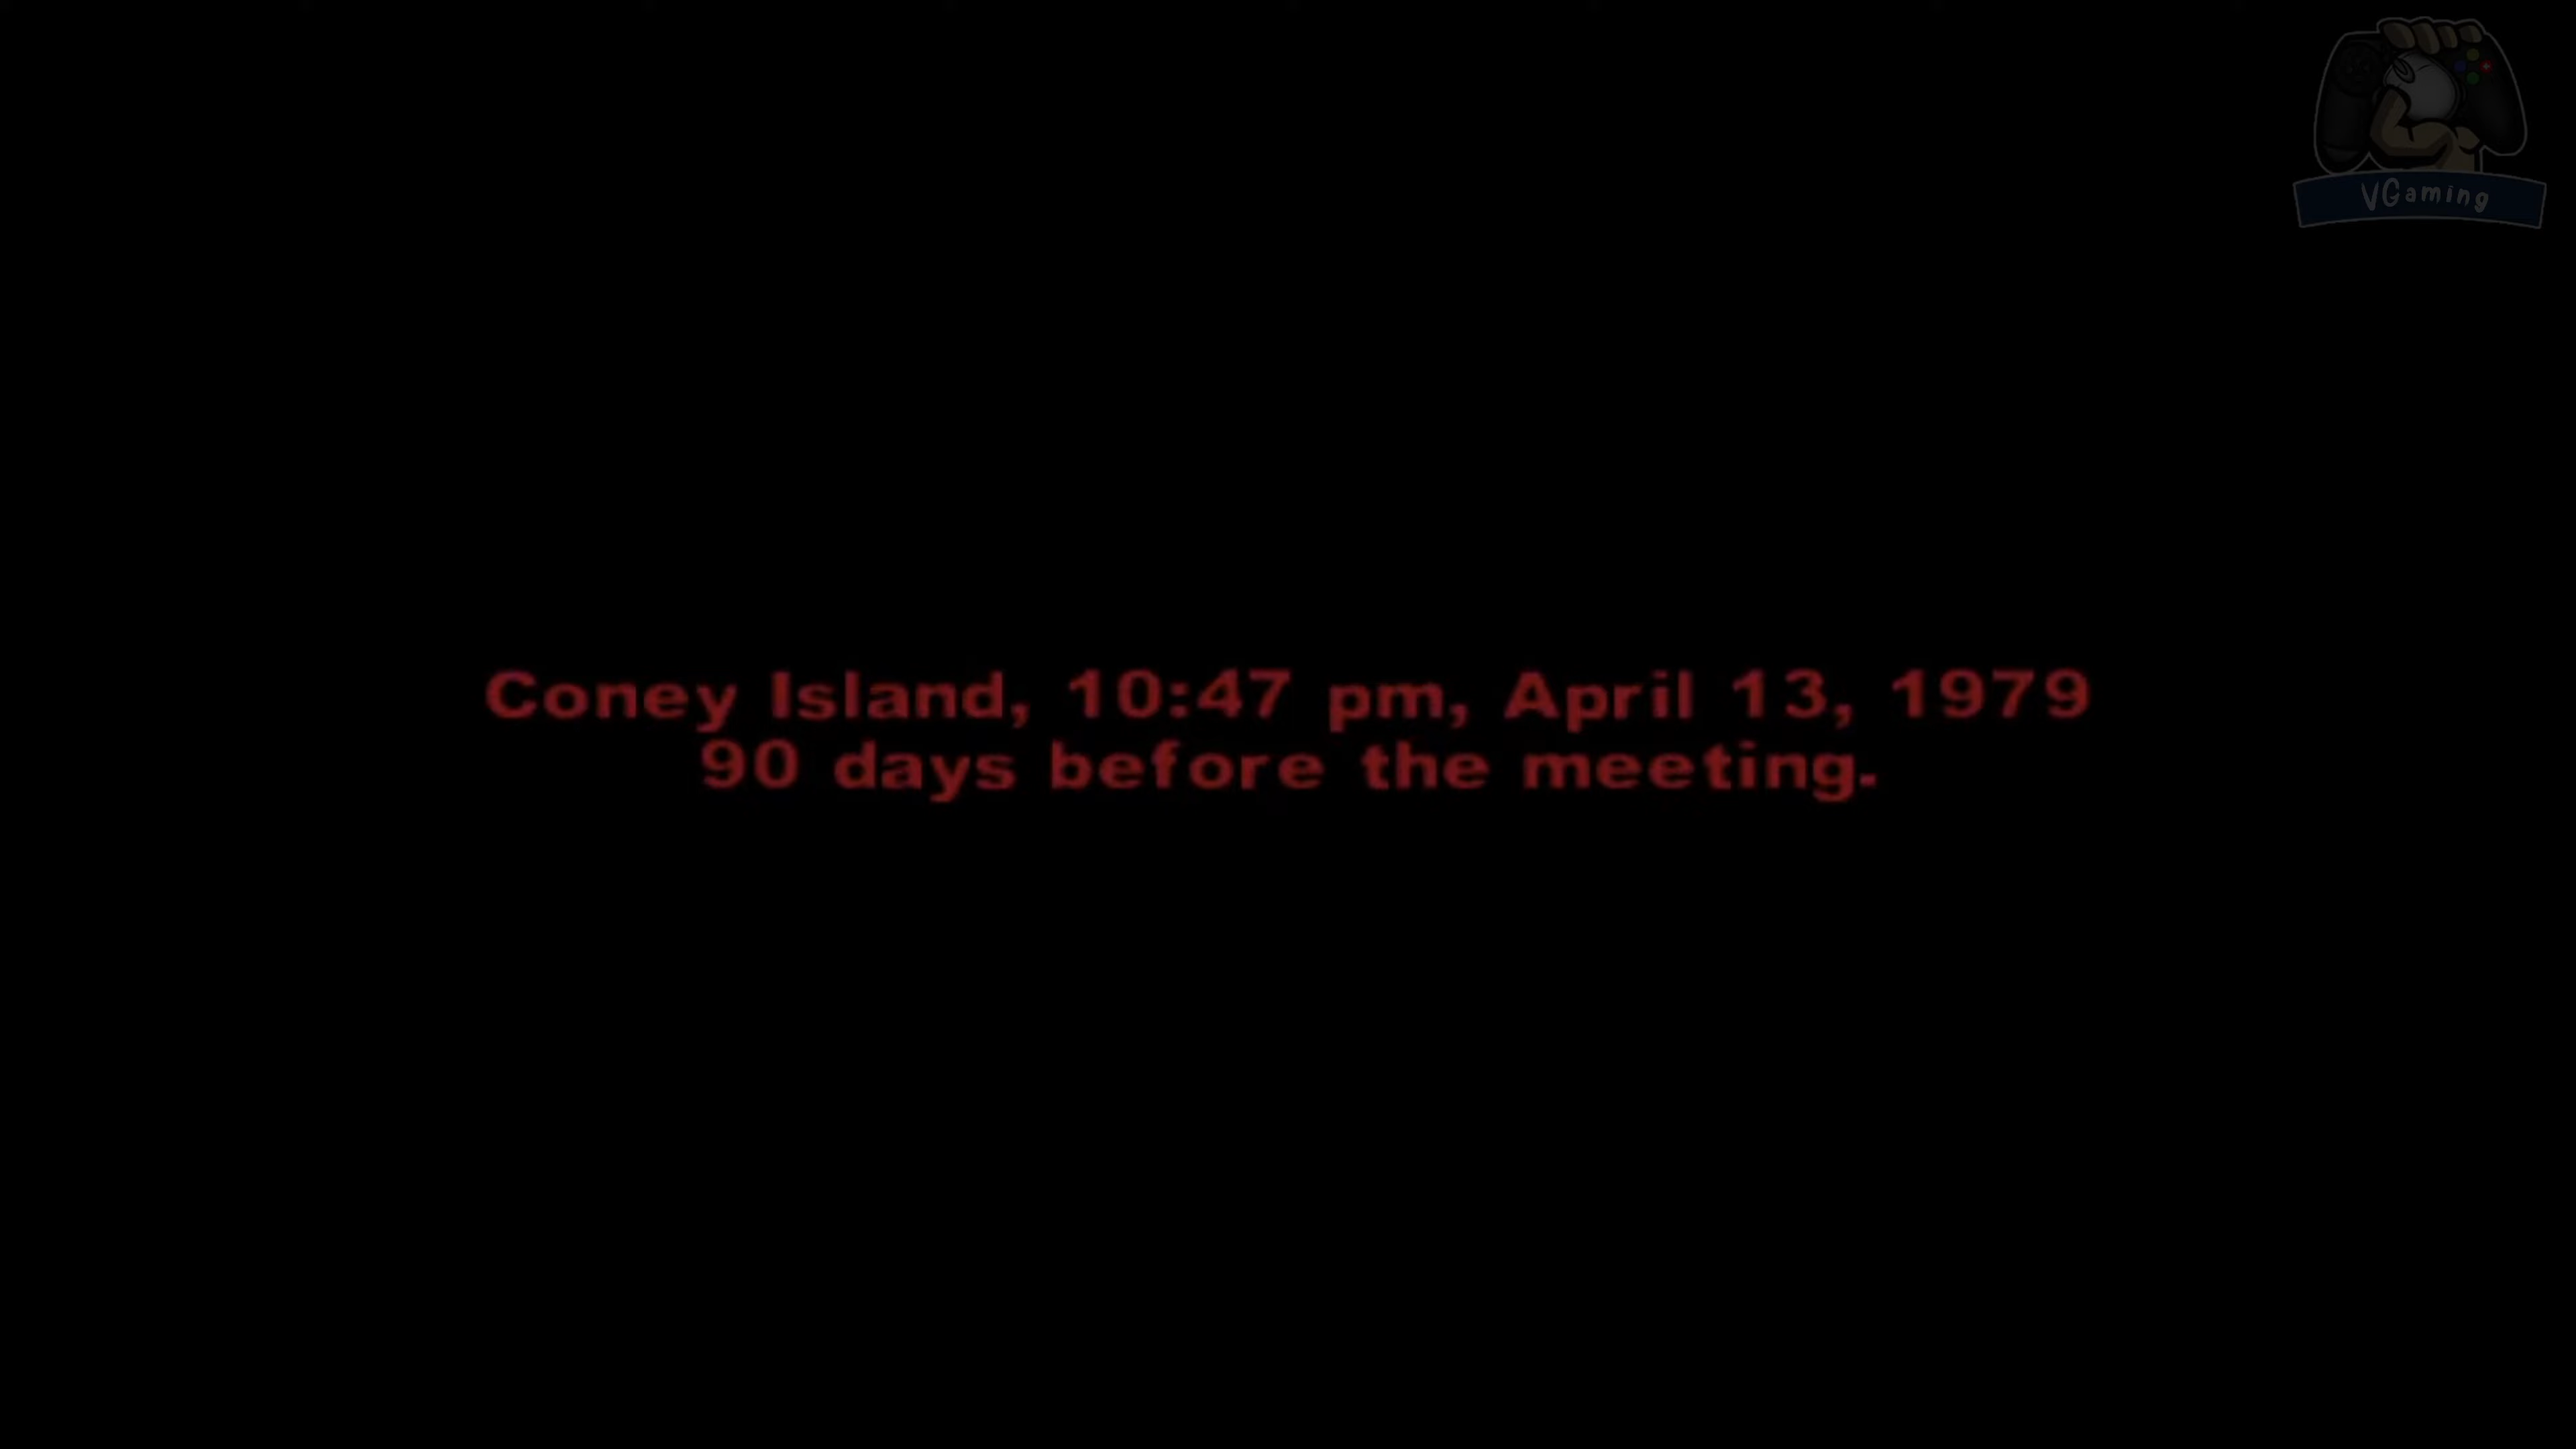 VGaming
Coney Island, 10:47 pm, April 13, 1979
90 days before the meeting.